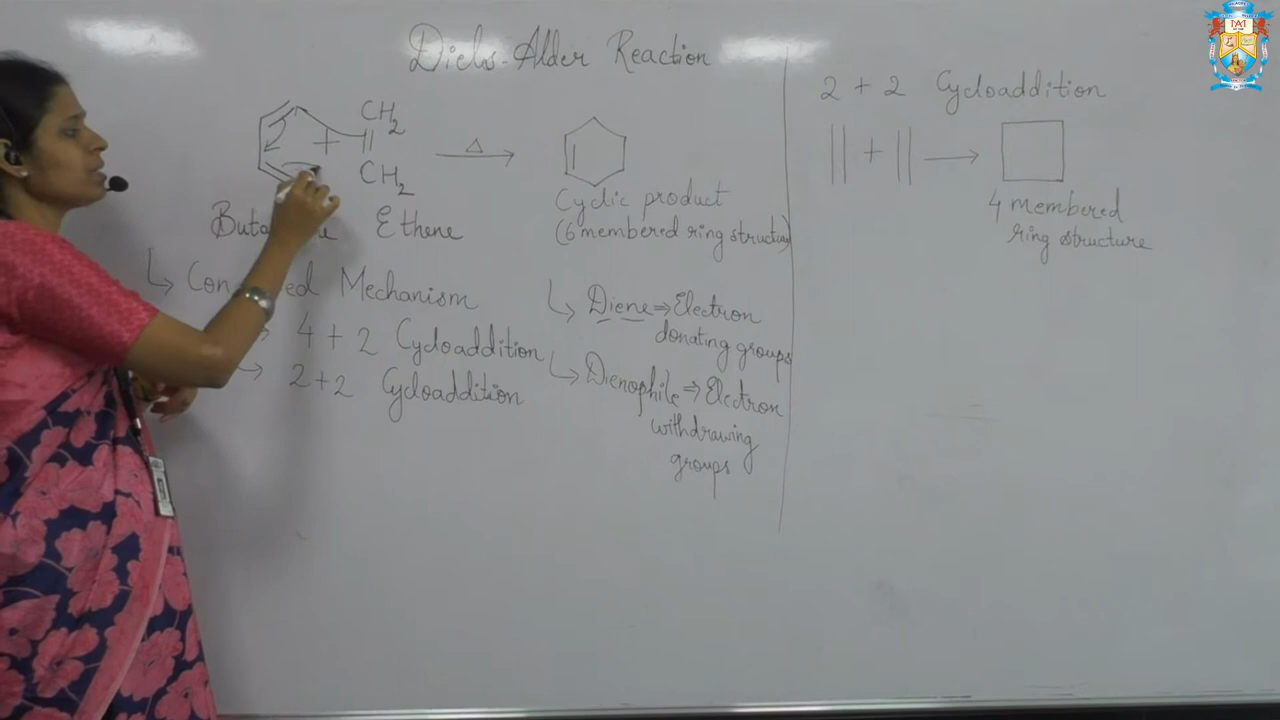 Diels-Alder Reaction
CH2
+
CH2
Δ
Ethene
Cyclic product
(6 membered ring structure)
Mechanism
4 + 2 Cycloaddition
2+2 Cycloaddition
Diene ⇒ Electron
donating groups
Dienophile ⇒ Electron
withdrawing
groups
2 + 2 Cycloaddition
+
4 membered
ring structure